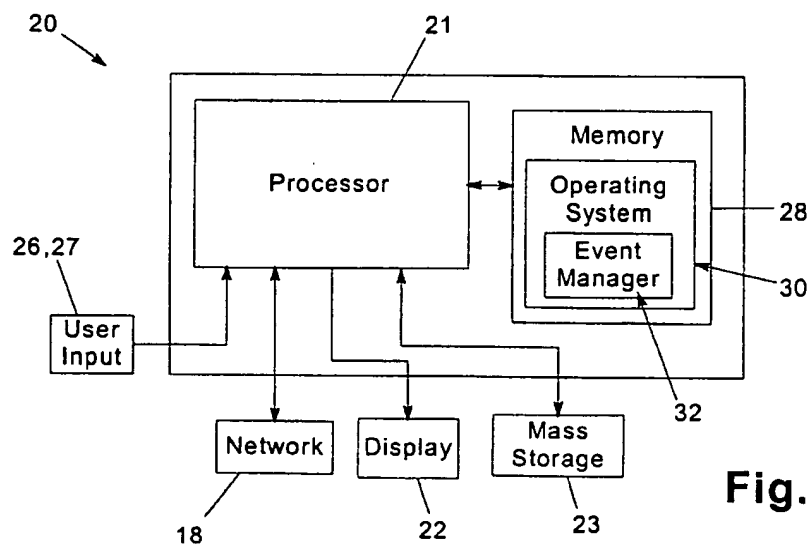 20
21
Memory
Processor
Operating
System
28
26,27
Event
Manager
30
User
Input
32
Network
Display
Mass
Storage
18
22
23
Fig.